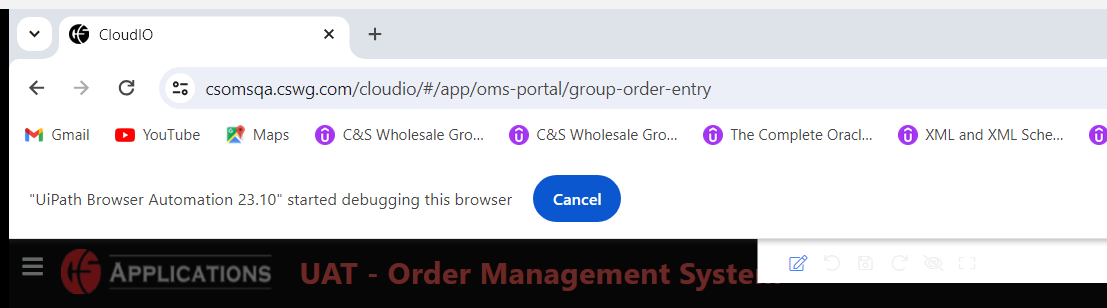 CloudIO
csomsqa.cswg.com/cloudio/#/app/oms-portal/group-order-entry
Gmail YouTube Maps C&S Wholesale Gro... C&S Wholesale Gro... The Complete Oracl... XML and XML Sche...
"UiPath Browser Automation 23.10" started debugging this browser Cancel
APPLICATIONS UAT - Order Management System